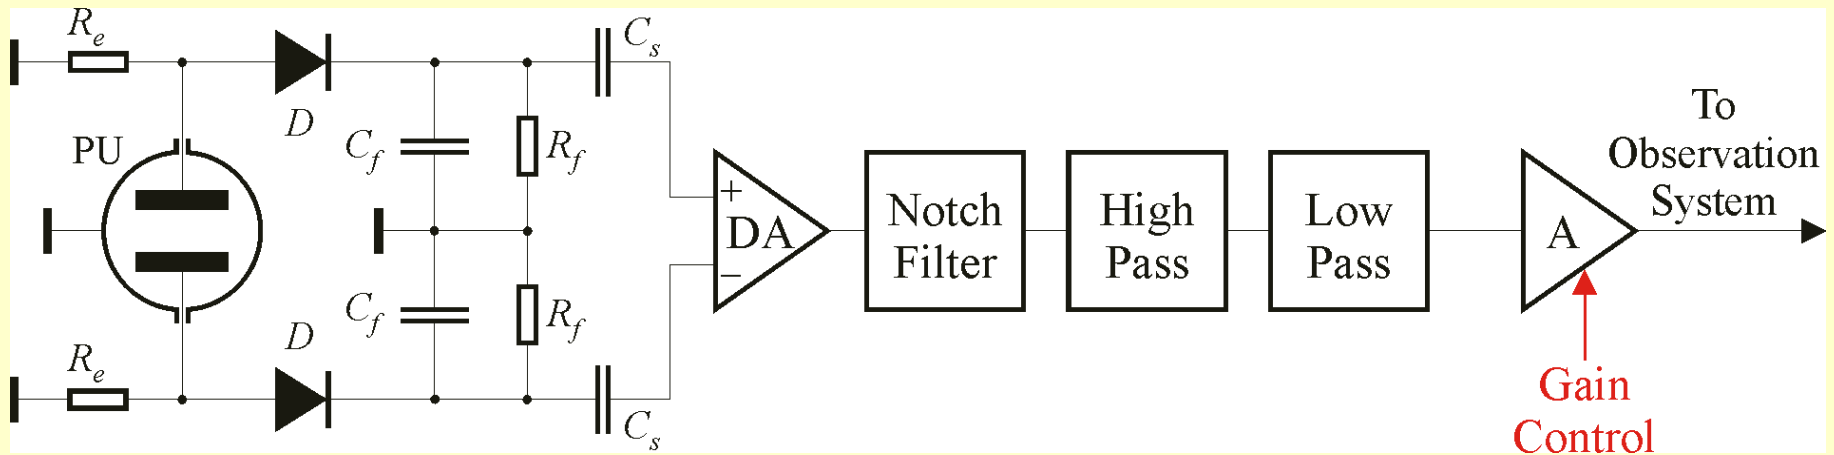 Re
Cs
D
PU
Cf
Rf
+
DA
−
Notch
Filter
High
Pass
Low
Pass
A
To
Observation
System
Cf
Rf
D
Re
Cs
Gain
Control